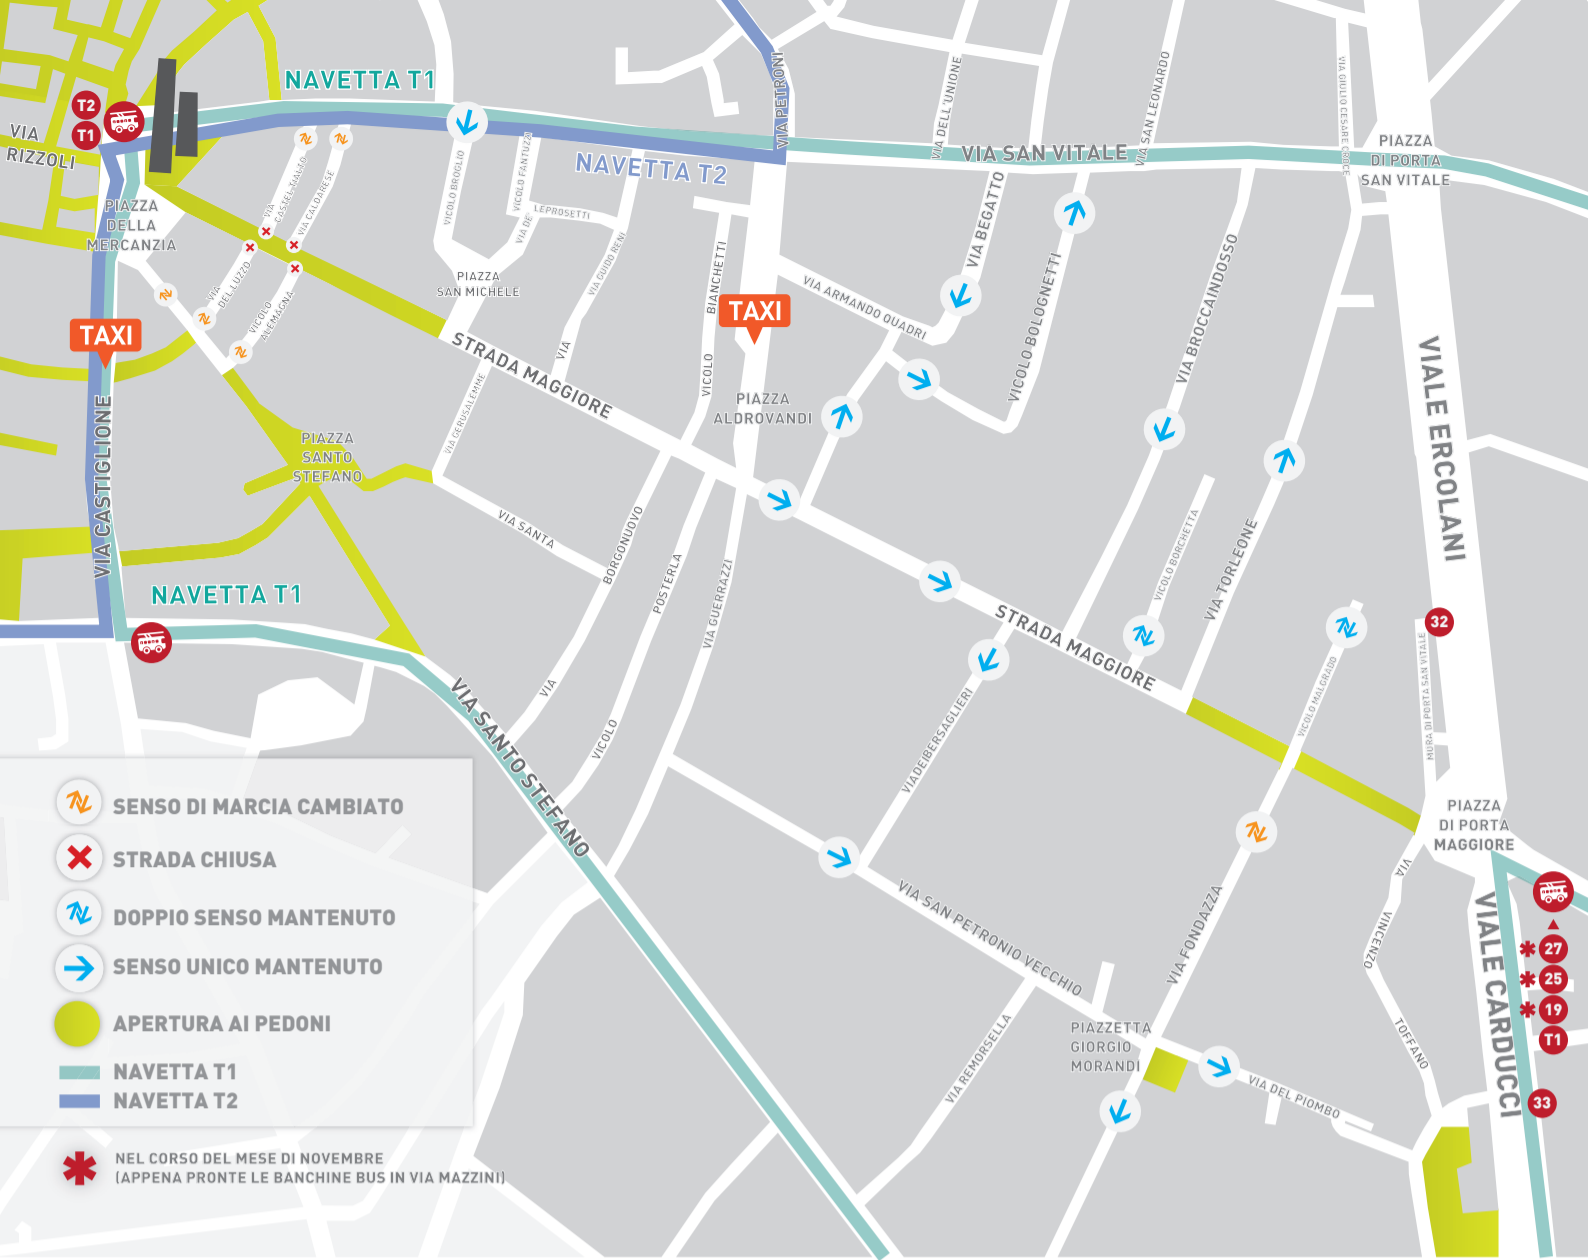 NAVETTA T1
T2
T1
VIA
RIZZOLI
VIA PETRONI
VIA DELL'UNIONE
VIA SAN LEONARDO
VIA GIULIO CESARE CROCE
PIAZZA
DI PORTA
SAN VITALE
VIA SAN VITALE
NAVETTA T2
VIA
CASTEL TIALTO
VIA CALDARESE
VICOLO BROGLIO
VICOLO FANTUZZI
VIA DE'
LEPROSETTI
VIA GUIDO RENI
VIA
PIAZZA
DELLA
MERCANZIA
VIA
DEL LUZZO
VICOLO
ALEMAGNA
PIAZZA
SAN MICHELE
BIANCHETTI
VICOLO
VIA BEGATTO
VIA ARMANDO QUADRI
VICOLO BOLOGNETTI
VIA BROCCAINDOSSO
TAXI
TAXI
STRADA MAGGIORE
VIA GERUSALEMME
PIAZZA
ALDROVANDI
VIALE ERCOLANI
PIAZZA
SANTO
STEFANO
VIA CASTIGLIONE
VIA SANTA
BORGONUOVO
VIA
POSTERLA
VICOLO
VIA GUERRAZZI
VICOLO BORCHETTA
VIA TORLEONE
NAVETTA T1
STRADA MAGGIORE
32
MURA DI PORTA SAN VITALE
VICOLO MALGRADO
VIADEIBERSAGLIERI
VIA SANTO STEFANO
PIAZZA
DI PORTA
MAGGIORE
VIA
VINCENZO
TOFFANO
VIA SAN PETRONIO VECCHIO
VIA FONDAZZA
VIALE CARDUCCI
27
25
19
T1
33
VIA REMORSELLA
PIAZZETTA
GIORGIO
MORANDI
VIA DEL PIOMBO
SENSO DI MARCIA CAMBIATO
STRADA CHIUSA
DOPPIO SENSO MANTENUTO
SENSO UNICO MANTENUTO
APERTURA AI PEDONI
NAVETTA T1
NAVETTA T2
NEL CORSO DEL MESE DI NOVEMBRE
(APPENA PRONTE LE BANCHINE BUS IN VIA MAZZINI)